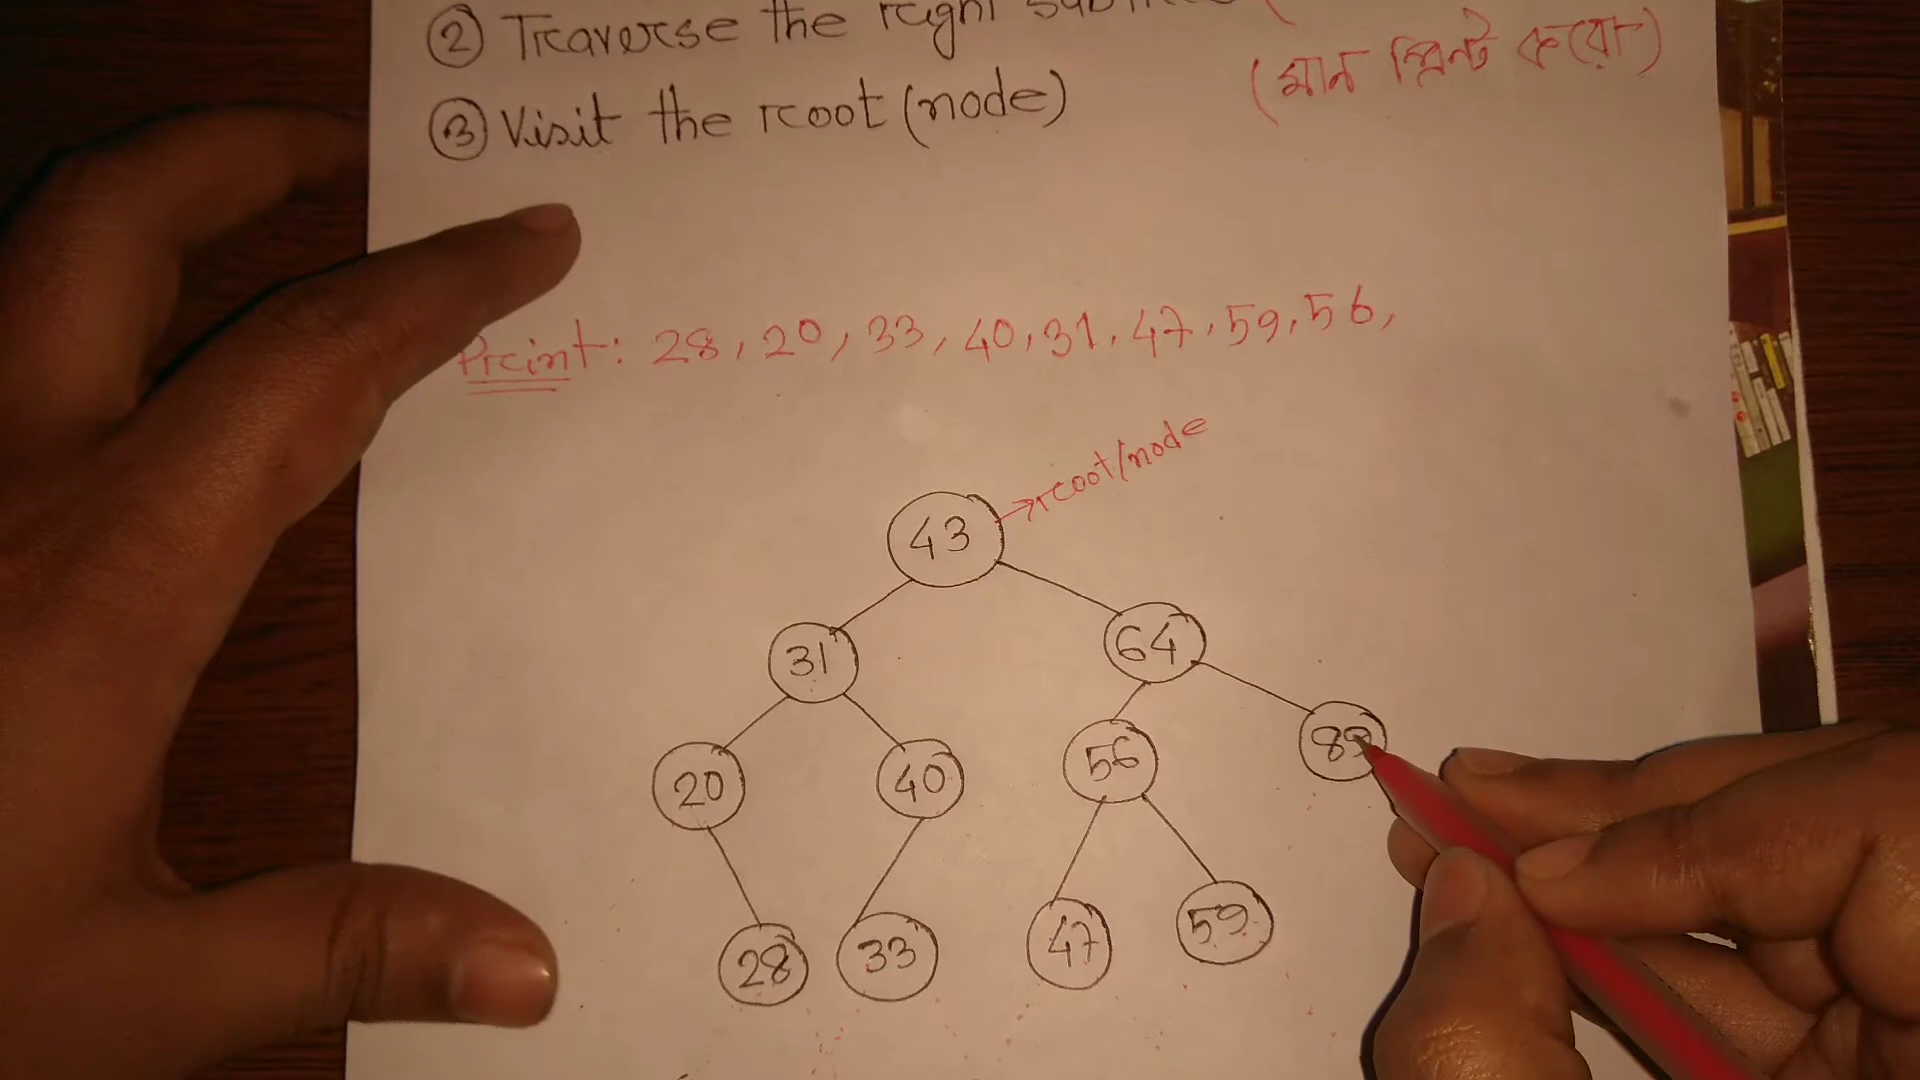 ② Traverse the right
③ Visit the root (node)
(মান প্রিন্ট করো)
Print: 28, 20, 33, 40, 31, 47, 59, 56,
→root/node
43
31
64
20
40
56
28
33
47
59